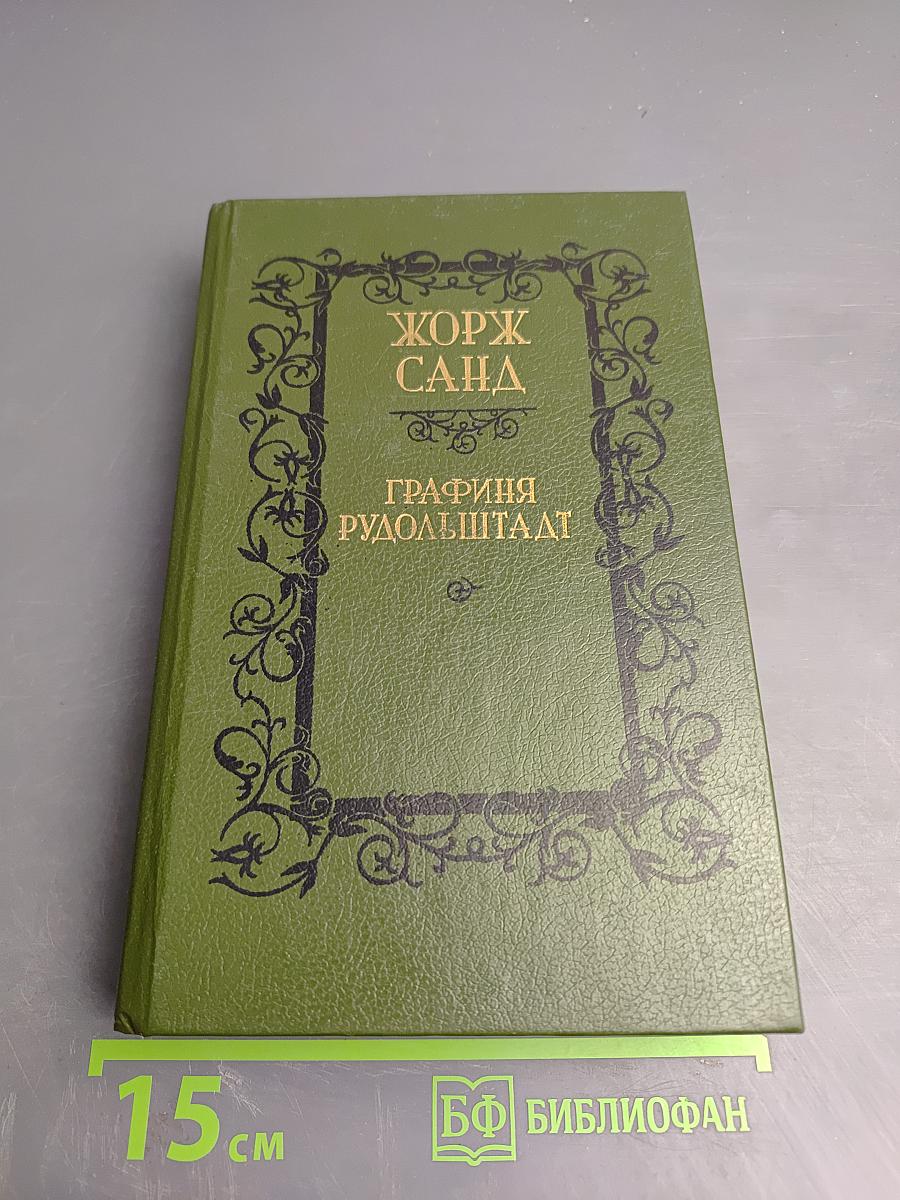 ЖОРЖ
САНД
ГРАФИНЯ
РУДОЛЬШТАДТ
15 см
БФ БИБЛИОФАН